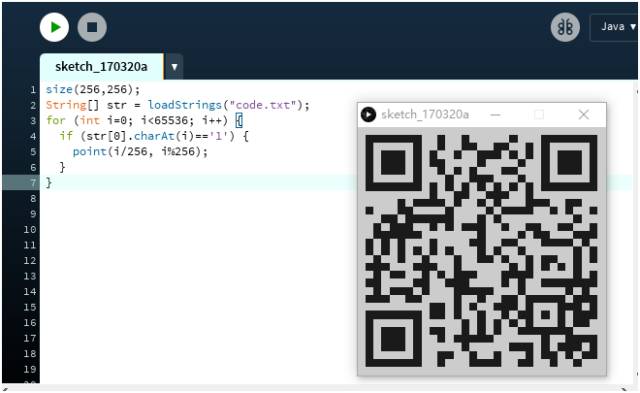 Java
sketch_170320a
1 size(256,256);
2 String[] str = loadStrings("code.txt");
3 for (int i=0; i<65536; i++) {
4 if (str[0].charAt(i)=='1') {
5 point(i/256, i%256);
6 }
7 }
8
9
10
11
12
13
14
15
16
17
18
19
sketch_170320a